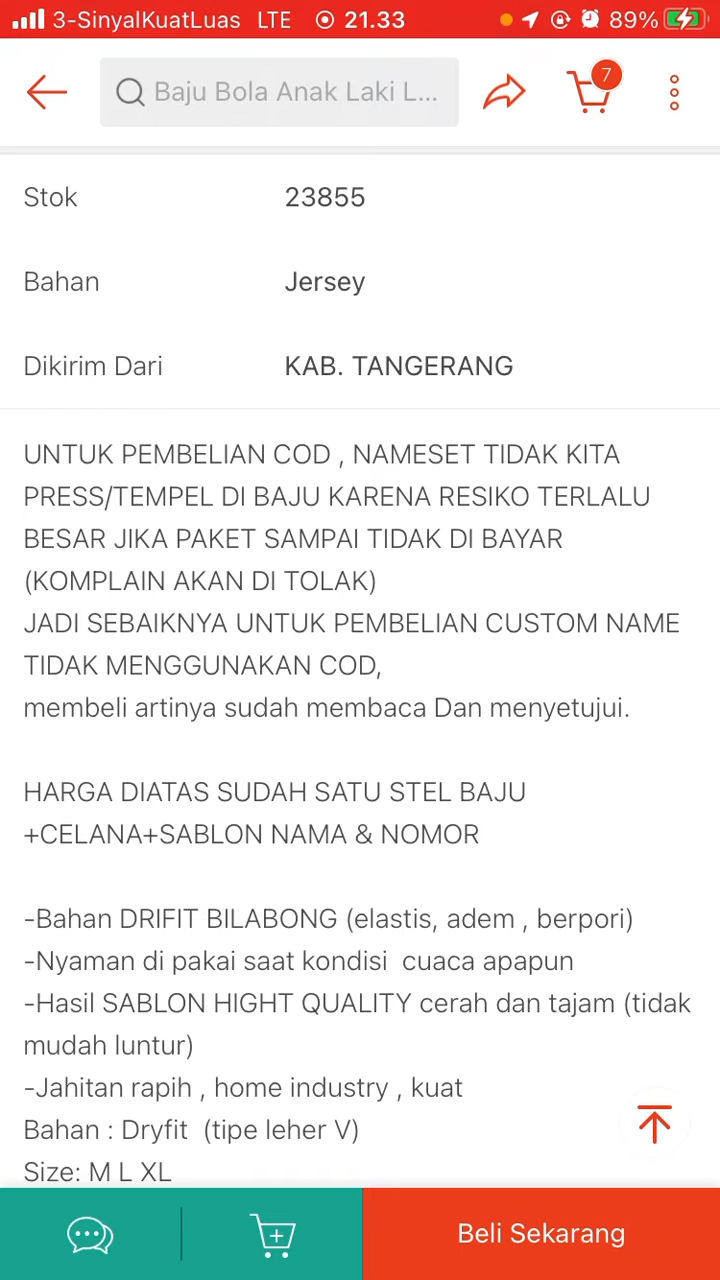 3-SinyalKuatLuas LTE 21.33 89%
Baju Bola Anak Laki L...
7
Stok 23855
Bahan Jersey
Dikirim Dari KAB. TANGERANG
UNTUK PEMBELIAN COD , NAMESET TIDAK KITA
PRESS/TEMPEL DI BAJU KARENA RESIKO TERLALU
BESAR JIKA PAKET SAMPAI TIDAK DI BAYAR
(KOMPLAIN AKAN DI TOLAK)
JADI SEBAIKNYA UNTUK PEMBELIAN CUSTOM NAME
TIDAK MENGGUNAKAN COD,
membeli artinya sudah membaca Dan menyetujui.
HARGA DIATAS SUDAH SATU STEL BAJU
+CELANA+SABLON NAMA & NOMOR
-Bahan DRIFIT BILABONG (elastis, adem , berpori)
-Nyaman di pakai saat kondisi  cuaca apapun
-Hasil SABLON HIGHT QUALITY cerah dan tajam (tidak
mudah luntur)
-Jahitan rapih , home industry , kuat
Bahan : Dryfit  (tipe leher V)
Size: M L XL
Beli Sekarang